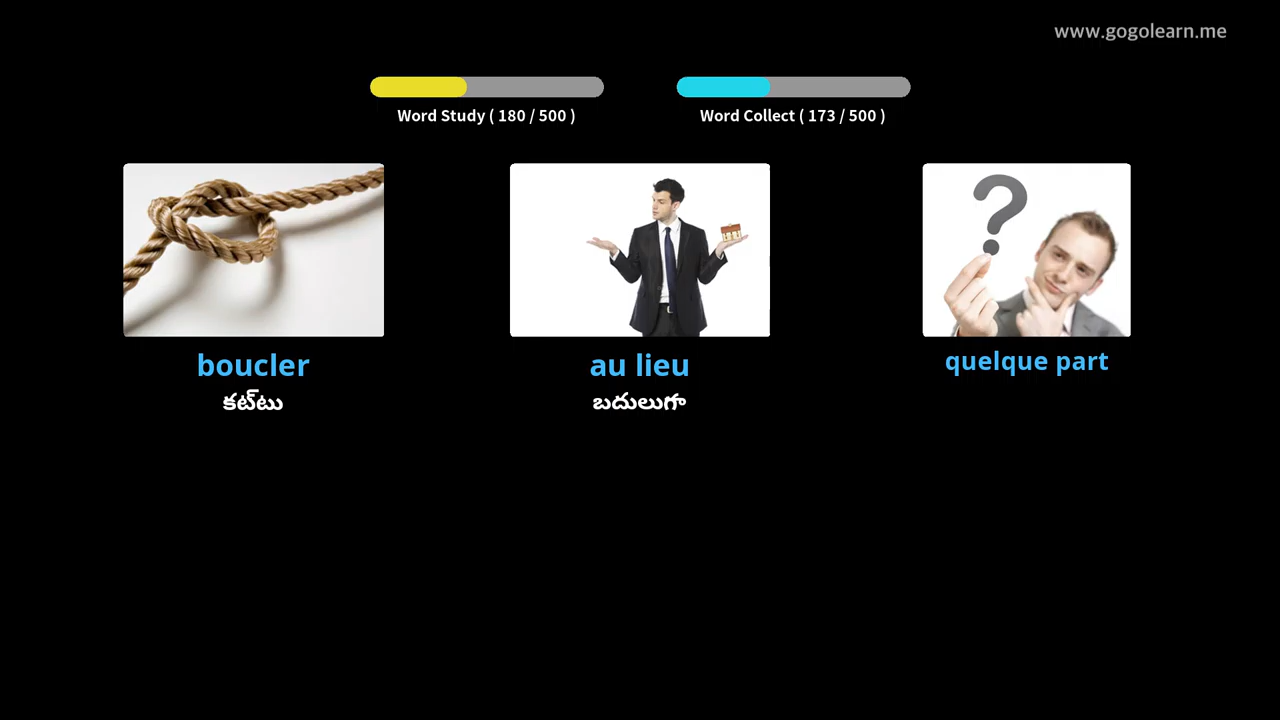 www.gogolearn.me
Word Study ( 180 / 500 )
Word Collect ( 173 / 500 )
boucler
కట్టు
au lieu
బదులుగా
quelque part